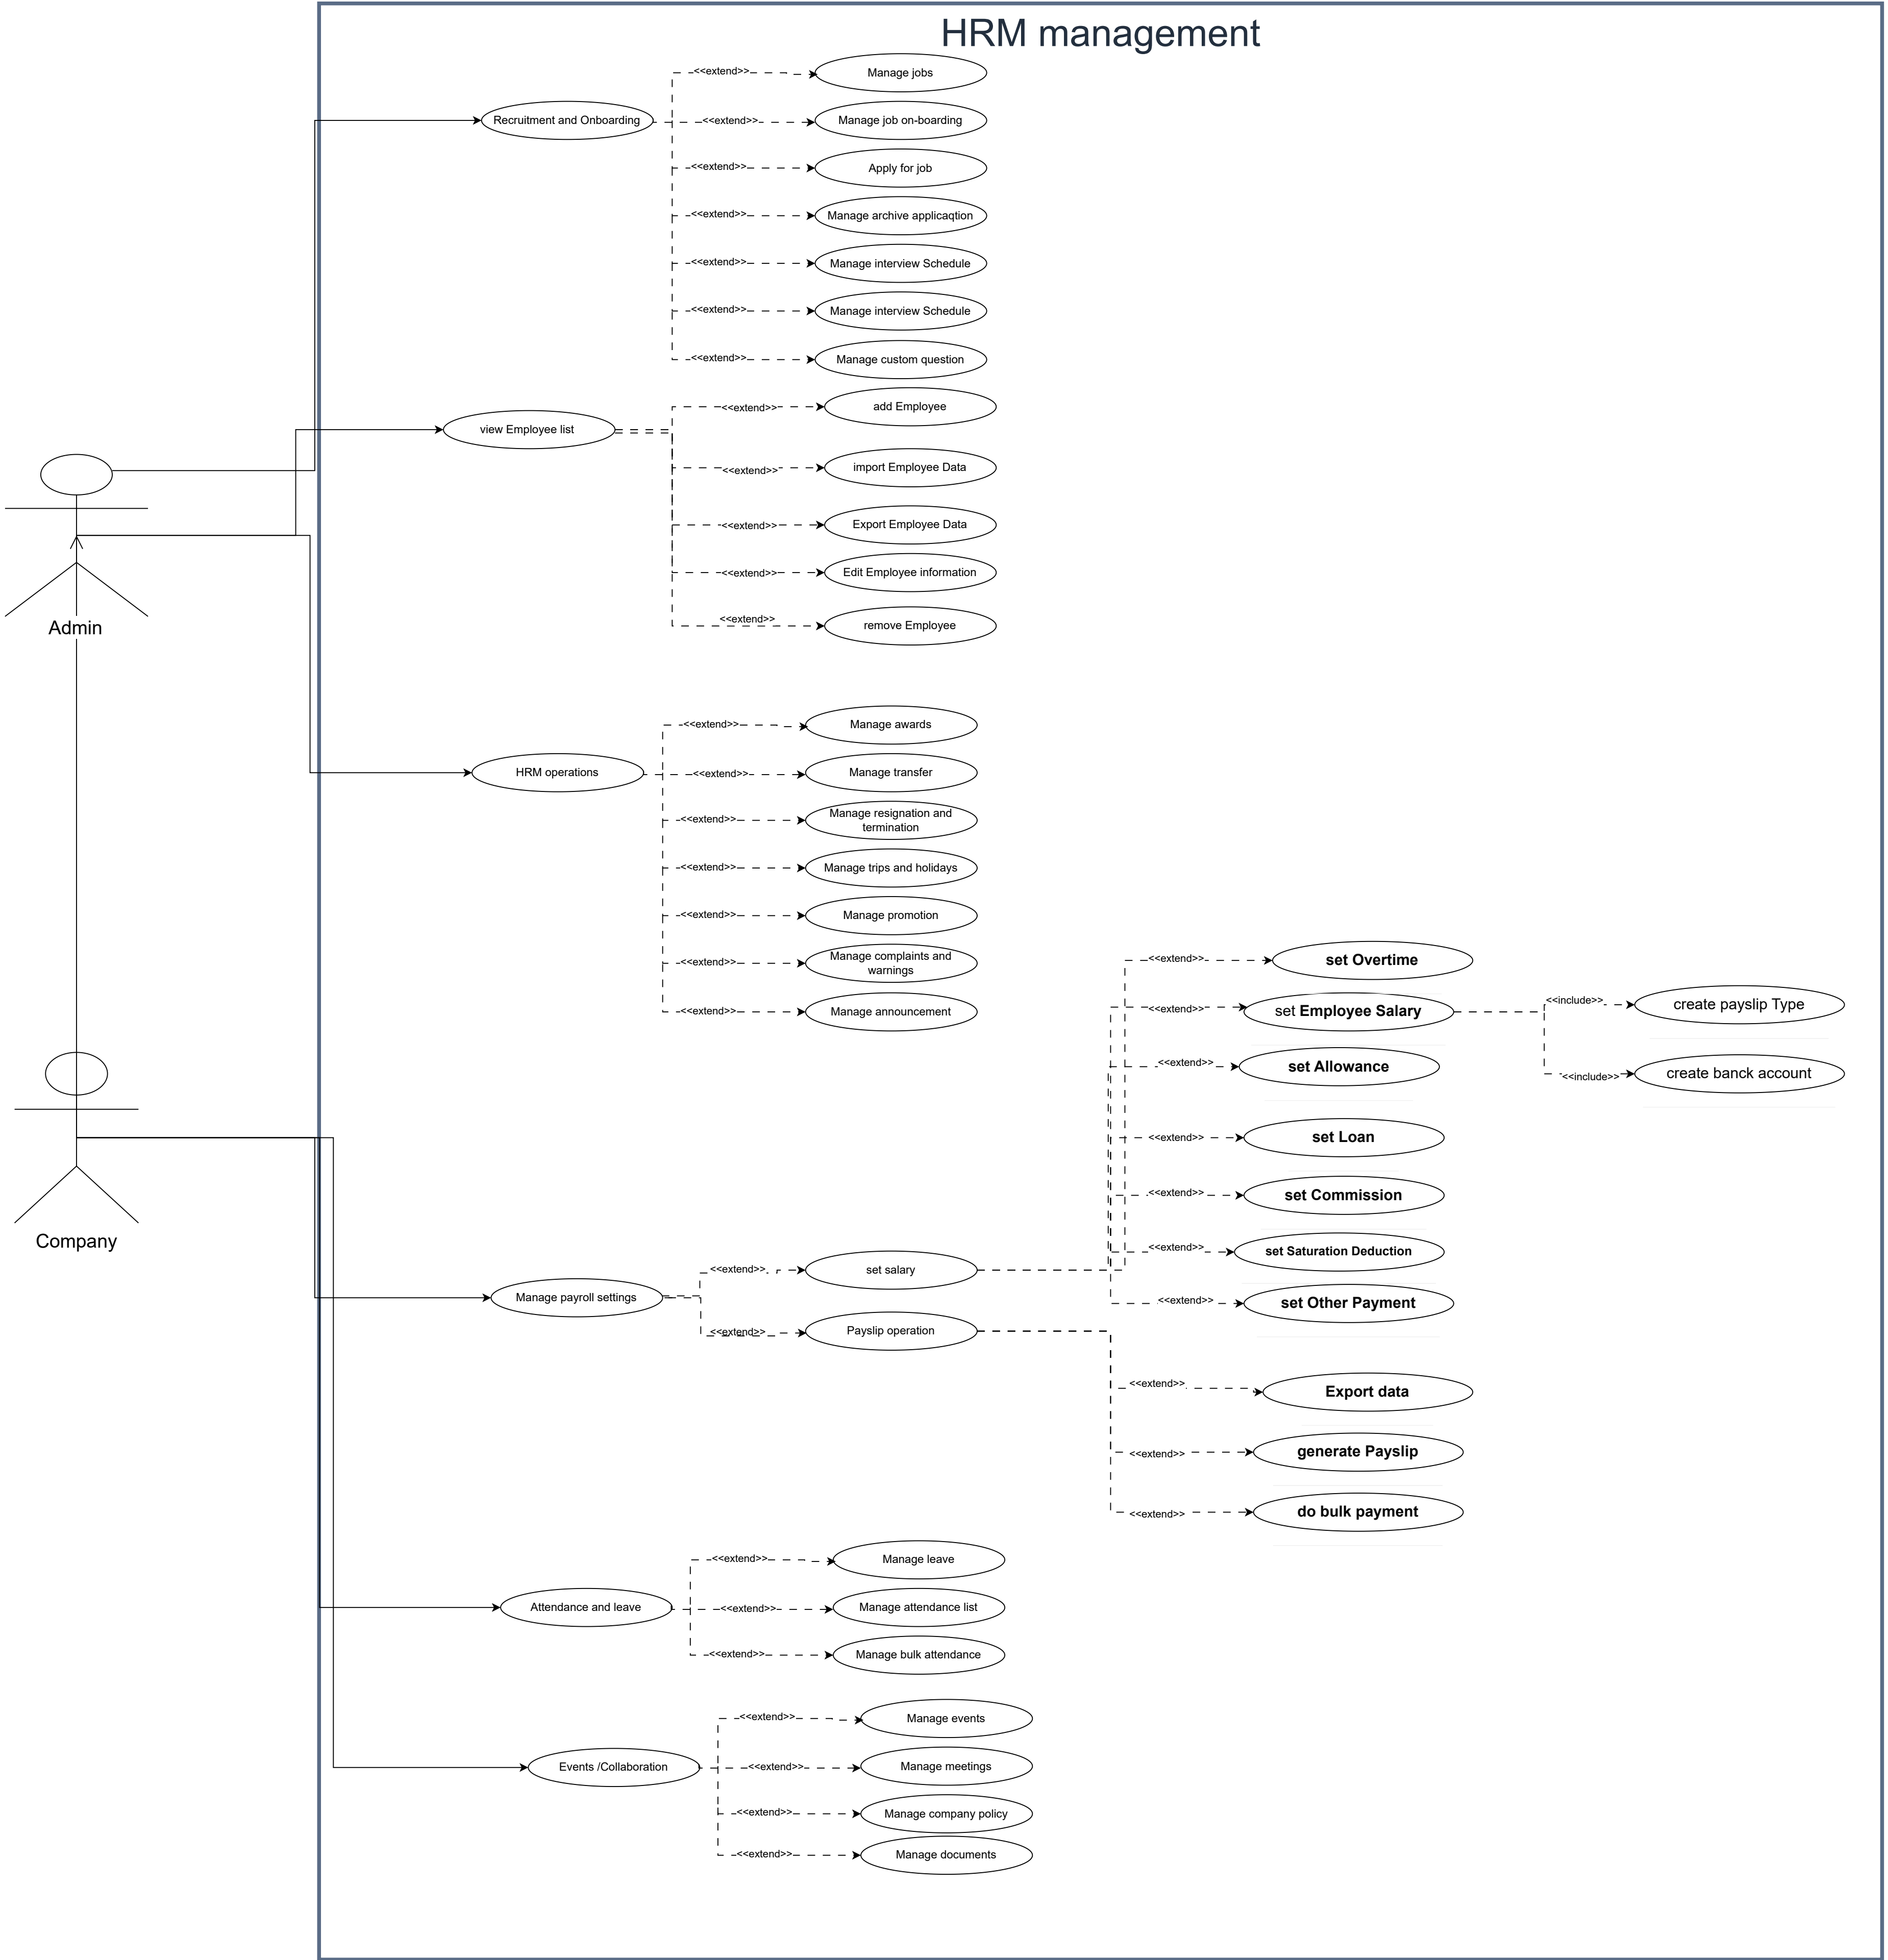 HRM management
<<extend>>
Manage jobs
Recruitment and Onboarding
<<extend>>
Manage job on-boarding
<<extend>>
Apply for job
<<extend>>
Manage archive applicaqtion
<<extend>>
Manage interview Schedule
<<extend>>
Manage interview Schedule
<<extend>>
Manage custom question
<<extend>>
add Employee
view Employee list
<<extend>>
import Employee Data
<<extend>>
Export Employee Data
<<extend>>
Edit Employee information
<<extend>>
remove Employee
Admin
<<extend>>
Manage awards
HRM operations
<<extend>>
Manage transfer
<<extend>>
Manage resignation and
termination
<<extend>>
Manage trips and holidays
<<extend>>
Manage promotion
<<extend>>
Manage complaints and
warnings
<<extend>>
Manage announcement
<<extend>>
set Overtime
<<extend>>
set Employee Salary
<<include>>
create payslip Type
<<extend>>
set Allowance
<<include>>
create banck account
<<extend>>
set Loan
<<extend>>
set Commission
Company
<<extend>>
set Saturation Deduction
<<extend>>
set salary
Manage payroll settings
<<extend>>
set Other Payment
<<extend>>
Payslip operation
<<extend>>
Export data
<<extend>>
generate Payslip
<<extend>>
do bulk payment
<<extend>>
Manage leave
Attendance and leave
<<extend>>
Manage attendance list
<<extend>>
Manage bulk attendance
<<extend>>
Manage events
Events /Collaboration
<<extend>>
Manage meetings
<<extend>>
Manage company policy
<<extend>>
Manage documents